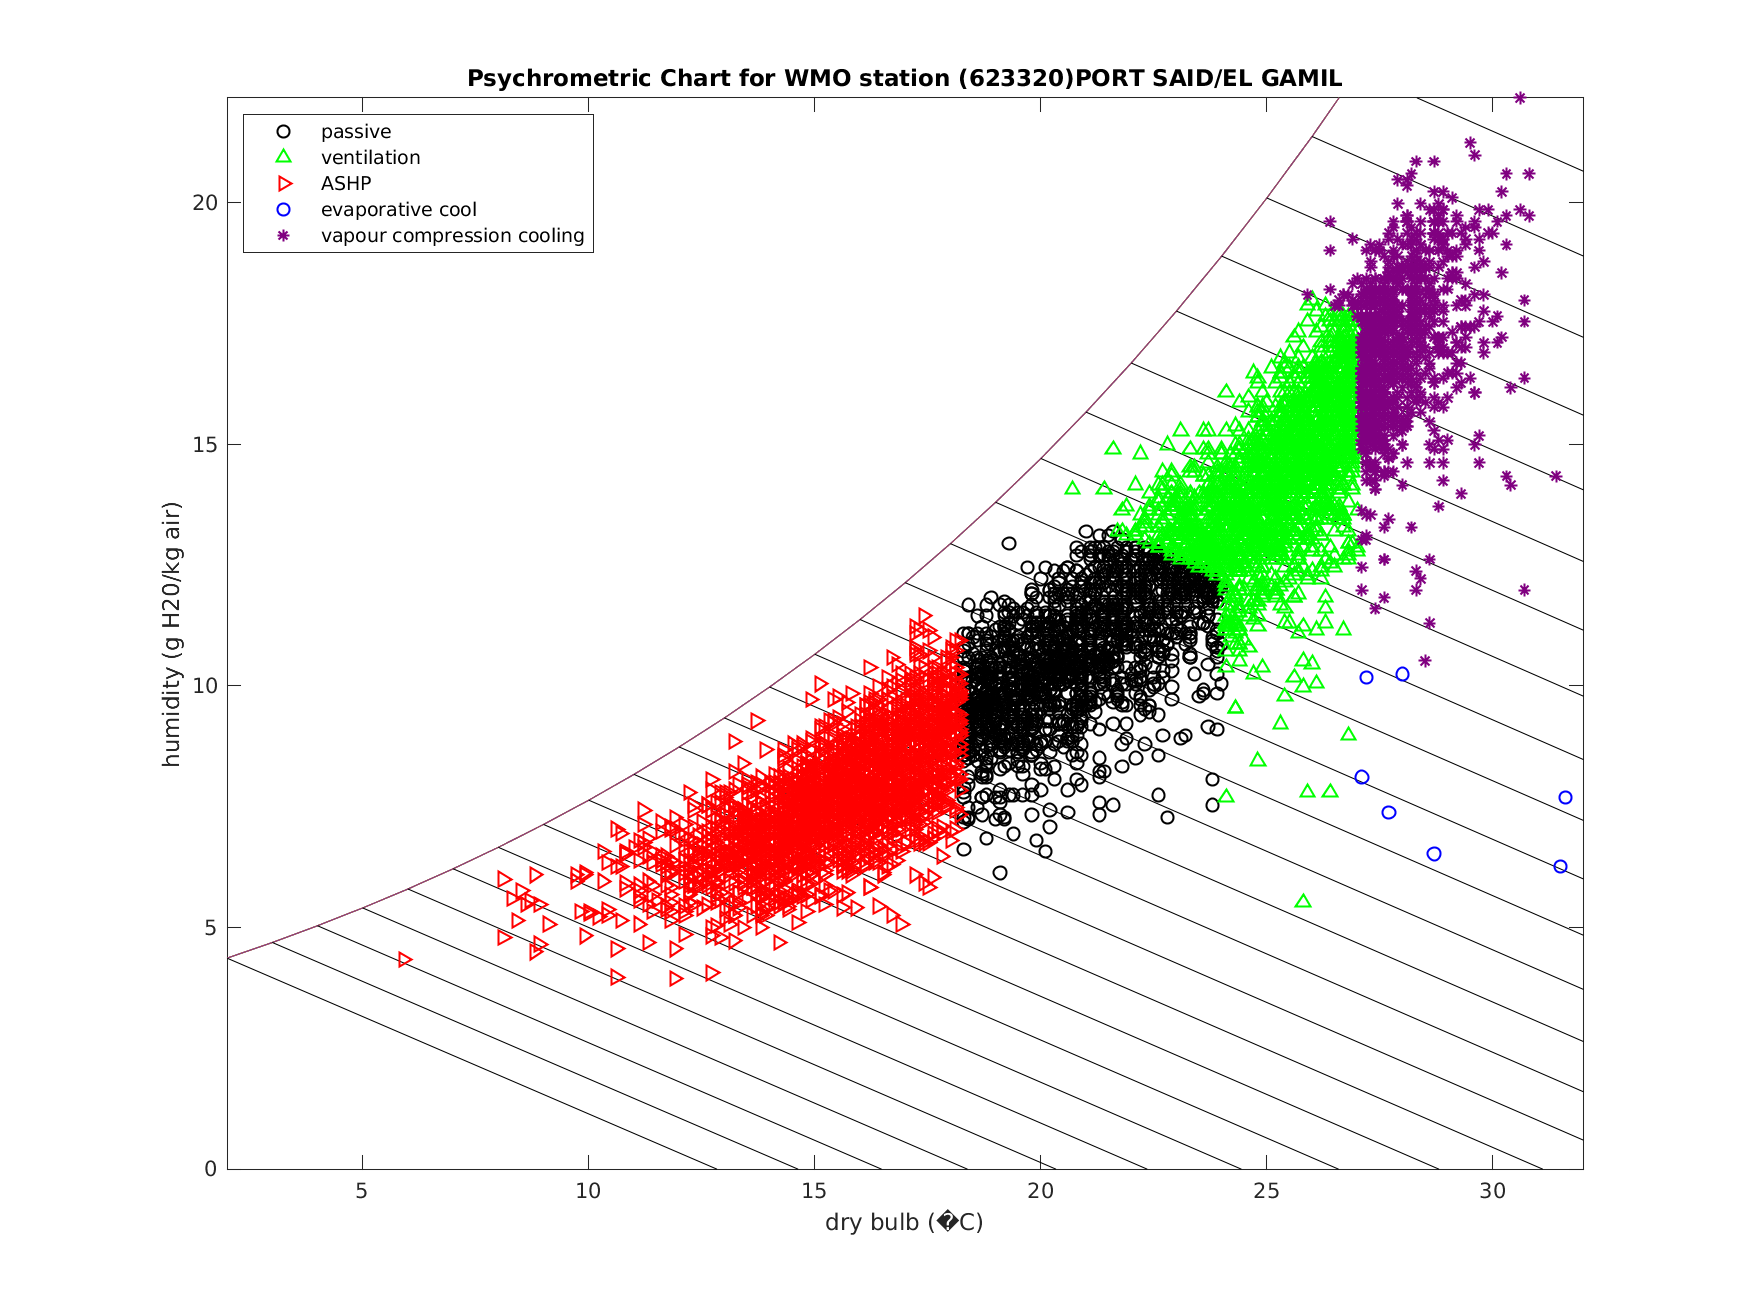 Psychrometric Chart for WMO station (623320)PORT SAID/EL GAMIL
passive
ventilation
ASHP
evaporative cool
vapour compression cooling
humidity (g H20/kg air)
20
15
10
5
0
5
10
15
20
25
30
dry bulb (�C)